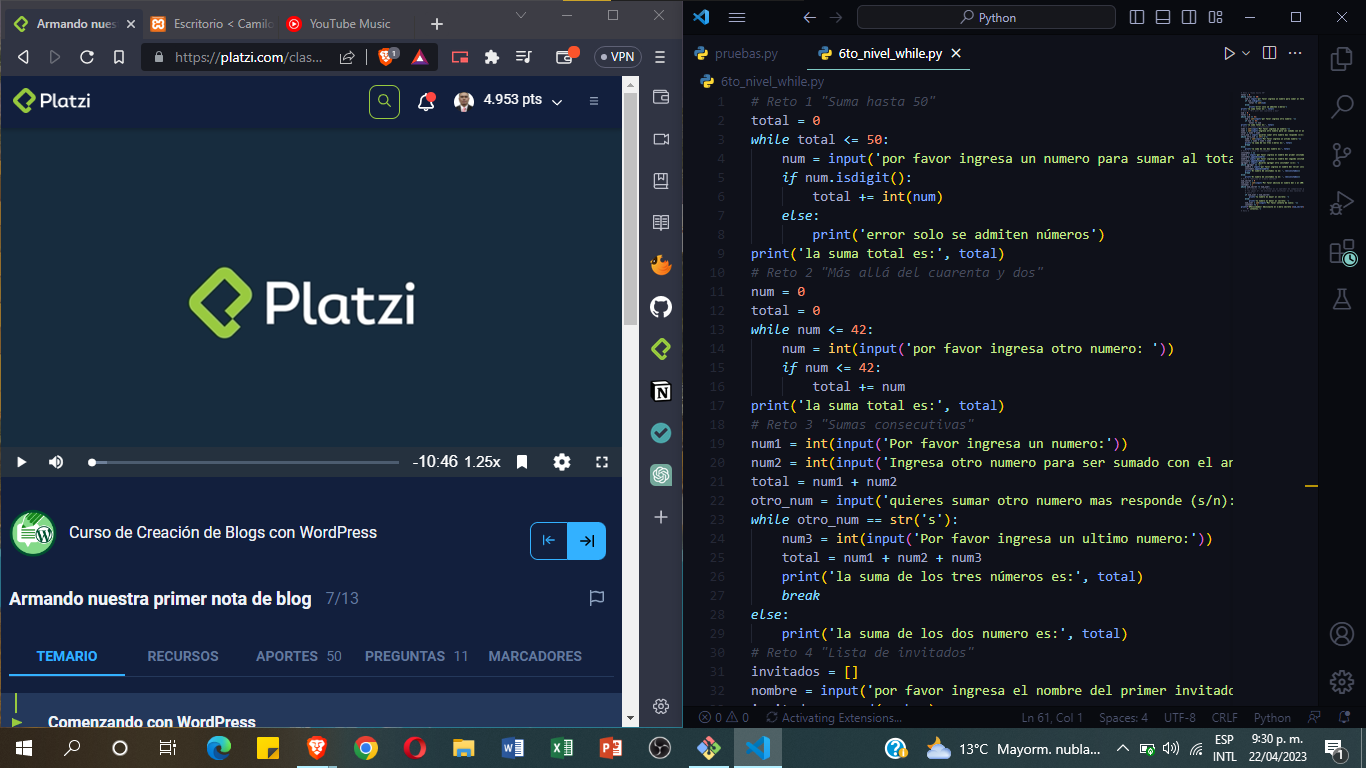 Armando nues
Escritorio < Camilo
YouTube Music
https://platzi.com/clas...
1
VPN
Platzi
4.953 pts
Platzi
-10:46 1.25x
Curso de Creación de Blogs con WordPress
Armando nuestra primer nota de blog 7/13
TEMARIO RECURSOS APORTES 50 PREGUNTAS 11 MARCADORES
Comenzando con WordPress
Python
pruebas.py
6to_nivel_while.py
6to_nivel_while.py
1 # Reto 1 "Suma hasta 50"
2 total = 0
3 while total <= 50:
4 num = input('por favor ingresa un numero para sumar al tota
5 if num.isdigit():
6 total += int(num)
7 else:
8 print('error solo se admiten números')
9 print('la suma total es:', total)
10 # Reto 2 "Más allá del cuarenta y dos"
11 num = 0
12 total = 0
13 while num <= 42:
14 num = int(input('por favor ingresa otro numero: '))
15 if num <= 42:
16 total += num
17 print('la suma total es:', total)
18 # Reto 3 "Sumas consecutivas"
19 num1 = int(input('Por favor ingresa un numero:'))
20 num2 = int(input('Ingresa otro numero para ser sumado con el an
21 total = num1 + num2
22 otro_num = input('quieres sumar otro numero mas responde (s/n):
23 while otro_num == str('s'):
24 num3 = int(input('Por favor ingresa un ultimo numero:'))
25 total = num1 + num2 + num3
26 print('la suma de los tres números es:', total)
27 break
28 else:
29 print('la suma de los dos numero es:', total)
30 # Reto 4 "Lista de invitados"
31 invitados = []
32 nombre = input('por favor ingresa el nombre del primer invitado
0 0 Activating Extensions... Ln 61, Col 1 Spaces: 4 UTF-8 CRLF Python
13°C Mayorm. nubla...
ESP
INTL
9:30 p. m.
22/04/2023
1